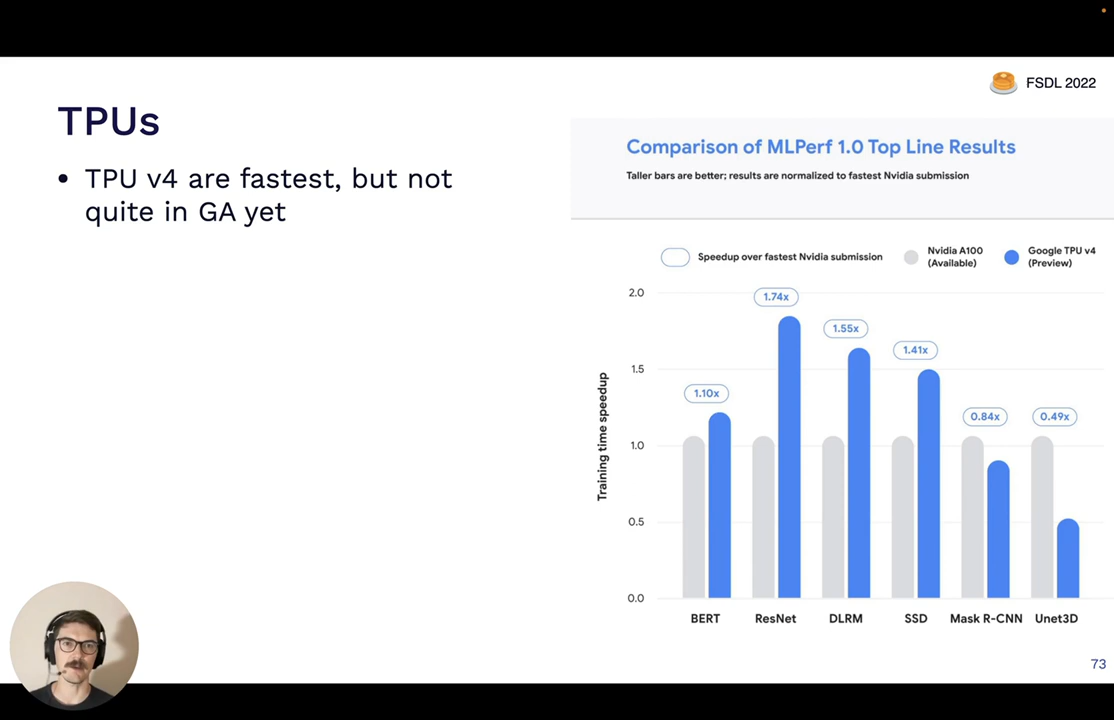 FSDL 2022
TPUs
• TPU v4 are fastest, but not
quite in GA yet
Comparison of MLPerf 1.0 Top Line Results
Taller bars are better; results are normalized to fastest Nvidia submission
Speedup over fastest Nvidia submission
Nvidia A100
(Available)
Google TPU v4
(Preview)
Training time speedup
2.0
1.5
1.0
0.5
0.0
1.10x
1.74x
1.55x
1.41x
0.84x
0.49x
BERT
ResNet
DLRM
SSD
Mask R-CNN
Unet3D
73